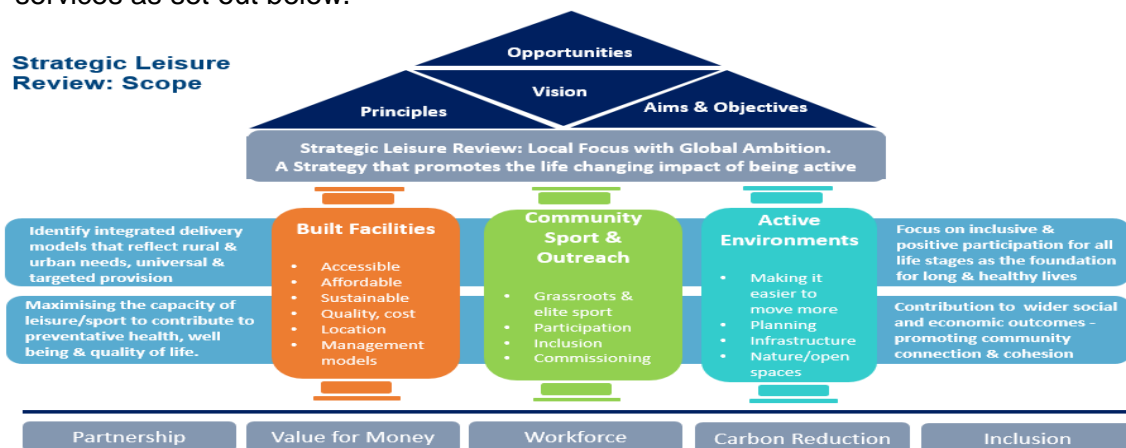 services as set out below.
Strategic Leisure
Review: Scope
Opportunities
Vision
Principles
Aims & Objectives
Strategic Leisure Review: Local Focus with Global Ambition.
A Strategy that promotes the life changing impact of being active
Identify integrated delivery
models that reflect rural &
urban needs, universal &
targeted provision
Maximising the capacity of
leisure/sport to contribute to
preventative health, well
being & quality of life.
Built Facilities
• Accessible
• Affordable
• Sustainable
• Quality, cost
• Location
• Management
models
Community
Sport &
Outreach
• Grassroots &
elite sport
• Participation
• Inclusion
• Commissioning
Active
Environments
• Making it
easier to
move more
• Planning
• Infrastructure
• Nature/open
spaces
Focus on inclusive &
positive participation for all
life stages as the foundation
for long & healthy lives
Contribution to wider social
and economic outcomes –
promoting community
connection & cohesion
Partnership
Value for Money
Workforce
Carbon Reduction
Inclusion